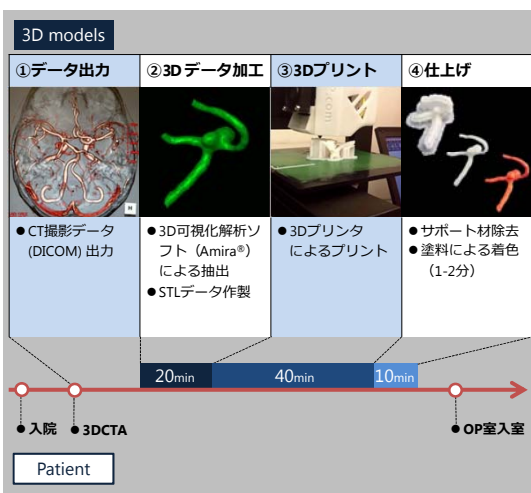 3D models
①データ出力
②3Dデータ加工
③3Dプリント
④仕上げ
●CT撮影データ
(DICOM) 出力
●3D可視化解析ソ
フト（Amira®）
による抽出
●STLデータ作製
●3Dプリンタ
によるプリント
●サポート材除去
●塗料による着色
(1-2分)
20min
40min
10min
●入院
●3DCTA
●OP室入室
Patient